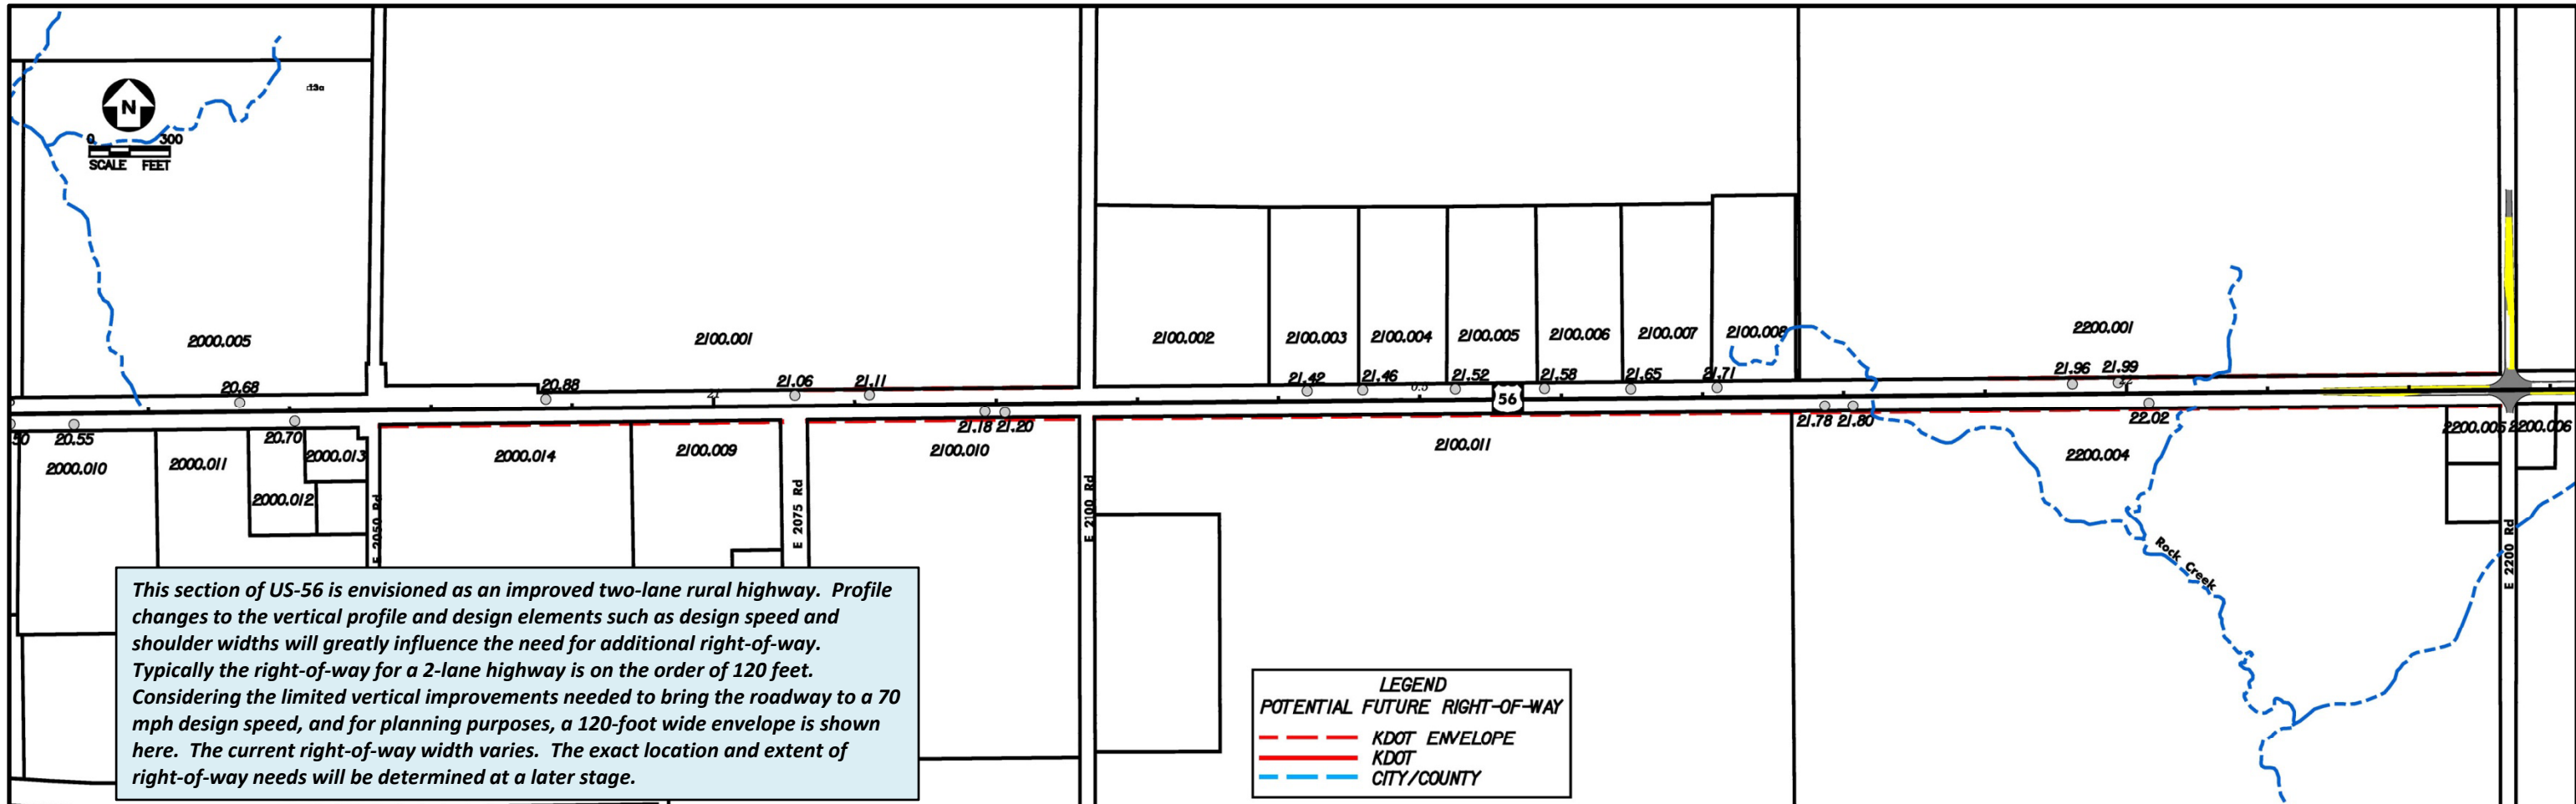 N
0 300
SCALE FEET
2000.005
2100.001
2100.002
2100.003
2100.004
2100.005
2100.006
2100.007
2100.008
2200.001
20.68
20.88
21
21.06
21.11
21.42
21.46
0.5
21.52
21.58
21.65
21.71
21.96
21.99
22
56
50
20.55
20.70
21.18
21.20
21.78
21.80
22.02
2000.010
2000.011
2000.012
2000.013
2000.014
2100.009
2100.010
2100.011
2200.004
2200.005
2200.006
E 2050 Rd
E 2075 Rd
E 2100 Rd
E 2200 Rd
Rock Creek
This section of US-56 is envisioned as an improved two-lane rural highway. Profile
changes to the vertical profile and design elements such as design speed and
shoulder widths will greatly influence the need for additional right-of-way.
Typically the right-of-way for a 2-lane highway is on the order of 120 feet.
Considering the limited vertical improvements needed to bring the roadway to a 70
mph design speed, and for planning purposes, a 120-foot wide envelope is shown
here. The current right-of-way width varies. The exact location and extent of
right-of-way needs will be determined at a later stage.
LEGEND
POTENTIAL FUTURE RIGHT-OF-WAY
KDOT ENVELOPE
KDOT
CITY/COUNTY